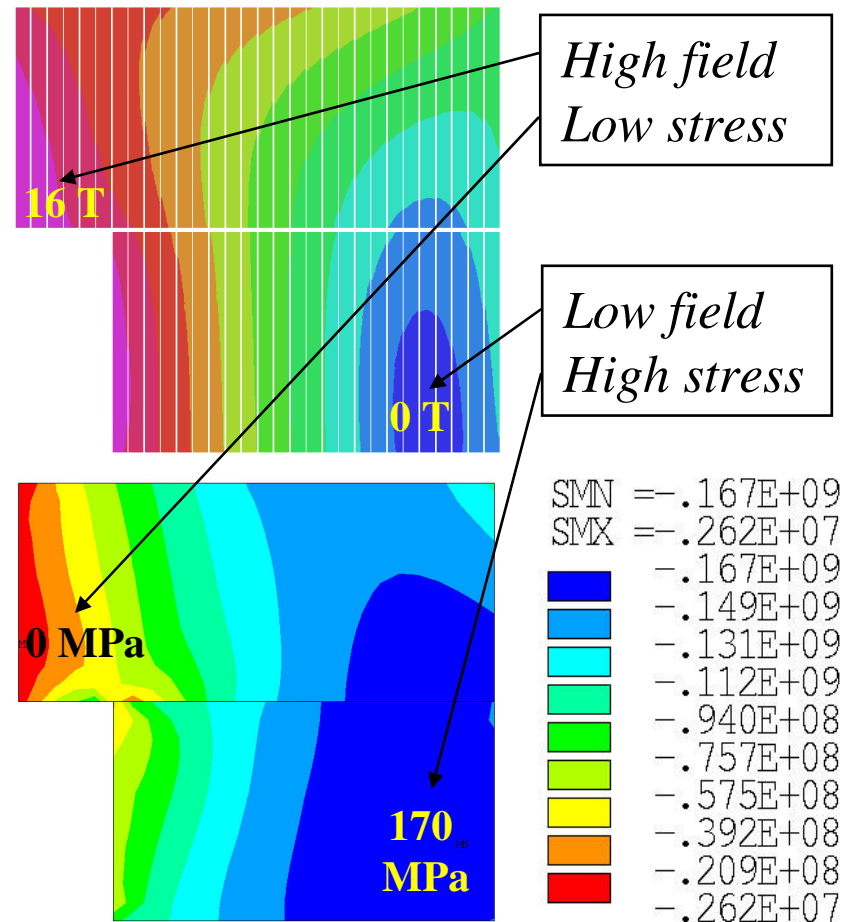 High field
Low stress
16 T
Low field
High stress
0 T
SMN =-.167E+09
SMX =-.262E+07
-.167E+09
-.149E+09
-.131E+09
-.112E+09
-.940E+08
-.757E+08
-.575E+08
-.392E+08
-.209E+08
-.262E+07
0 MPa
170
MPa